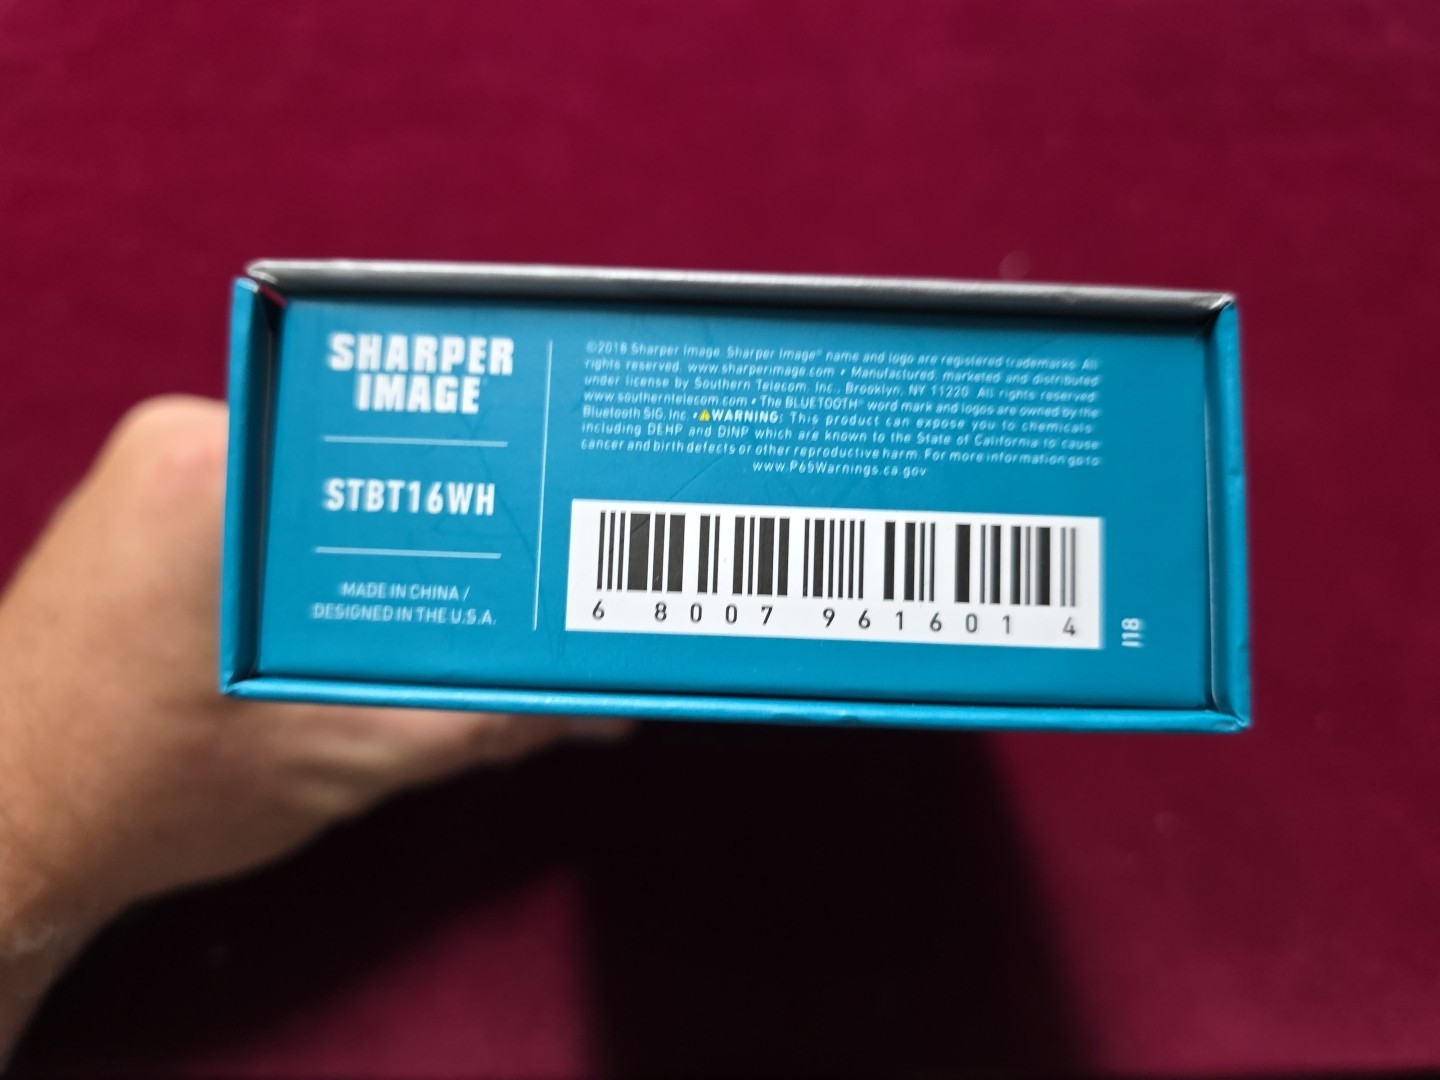 SHARPER
IMAGE
STBT16WH
MADE IN CHINA /
DESIGNED IN THE U.S.A.
©2018 Sharper Image. Sharper Image® name and logo are registered trademarks. All
rights reserved. www.sharperimage.com • Manufactured, marketed and distributed
under license by Southern Telecom, Inc., Brooklyn, NY 11220. All rights reserved.
www.southerntelecom.com • The BLUETOOTH® word mark and logos are owned by the
Bluetooth SIG, Inc. • ⚠WARNING: This product can expose you to chemicals
including DEHP and DINP which are known to the State of California to cause
cancer and birth defects or other reproductive harm. For more information go to
www.P65Warnings.ca.gov
6 8007 961601 4
I18